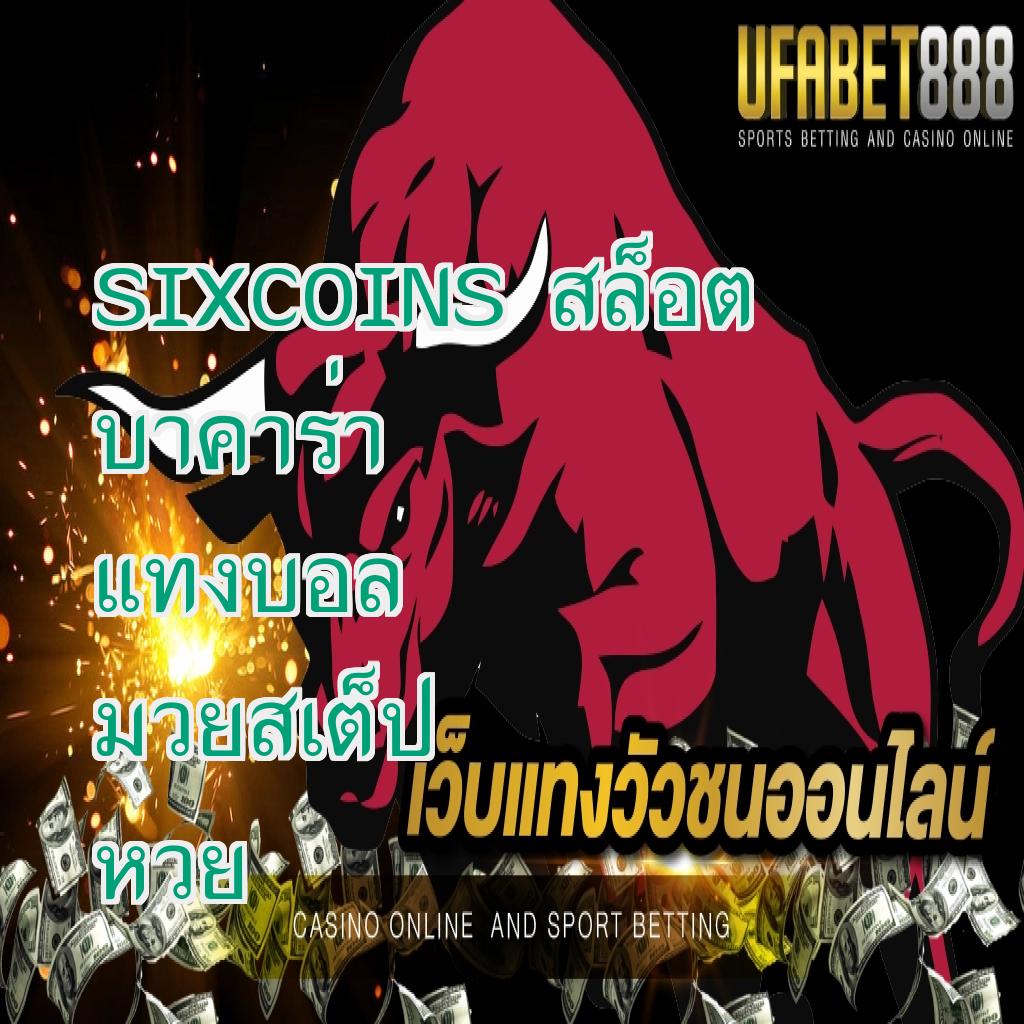 UFABET888
SPORTS BETTING AND CASINO ONLINE
SIXCOINS สล็อต
บาคาร่า
แทงบอล
มวยสเต็ป
เว็บแทงวัวชนออนไลน์
หวย
CASINO ONLINE AND SPORT BETTING